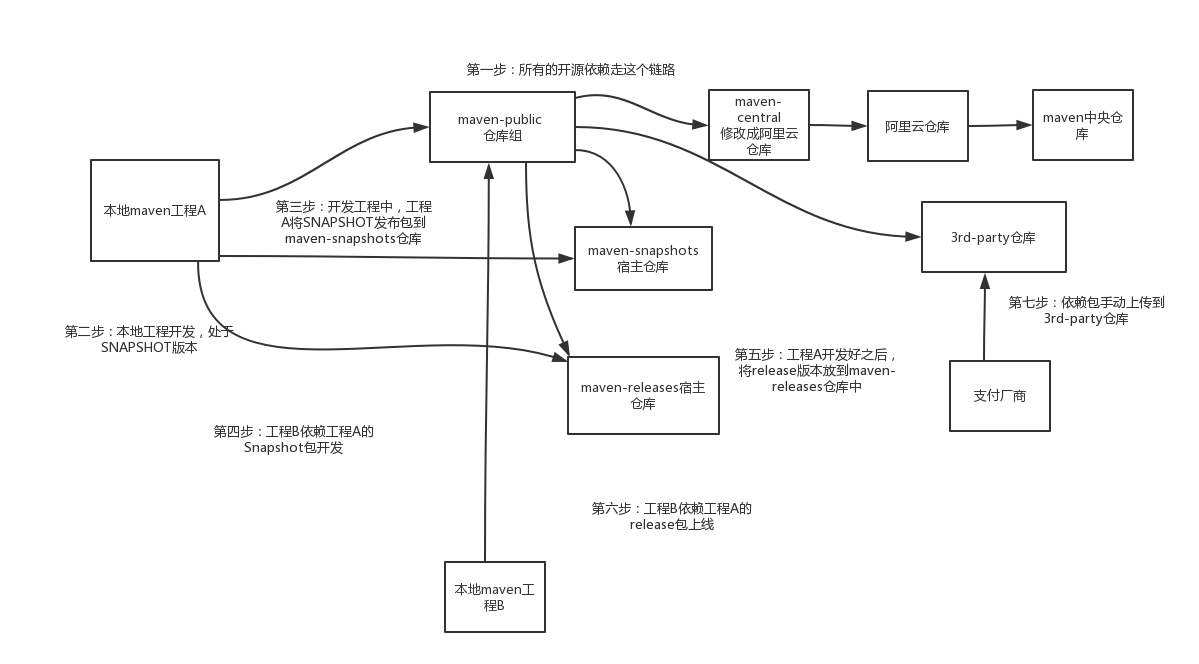 第一步：所有的开源依赖走这个链路
maven-public
仓库组
maven-
central
修改成阿里云
仓库
阿里云仓库
maven中央仓
库
本地maven工程A
第三步：开发工程中，工程
A将SNAPSHOT发布包到
maven-snapshots仓库
maven-snapshots
宿主仓库
3rd-party仓库
第七步：依赖包手动上传到
3rd-party仓库
第二步：本地工程开发，处于
SNAPSHOT版本
maven-releases宿主
仓库
第五步：工程A开发好之后，
将release版本放到maven-
releases仓库中
支付厂商
第四步：工程B依赖工程A的
Snapshot包开发
第六步：工程B依赖工程A的
release包上线
本地maven工
程B